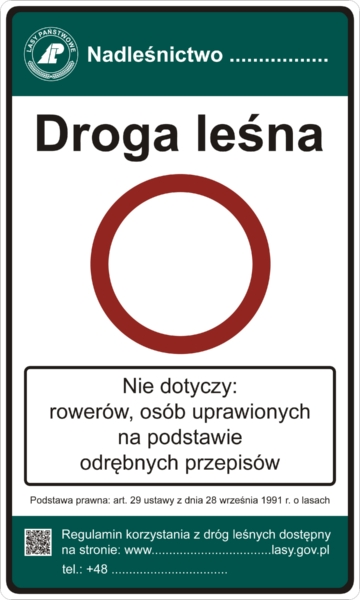 LASY PAŃSTWOWE
Nadleśnictwo .................
Droga leśna
Nie dotyczy:
rowerów, osób uprawionych
na podstawie
odrębnych przepisów
Podstawa prawna: art. 29 ustawy z dnia 28 września 1991 r. o lasach
Regulamin korzystania z dróg leśnych dostępny
na stronie: www..................................lasy.gov.pl
tel.: +48 .................................